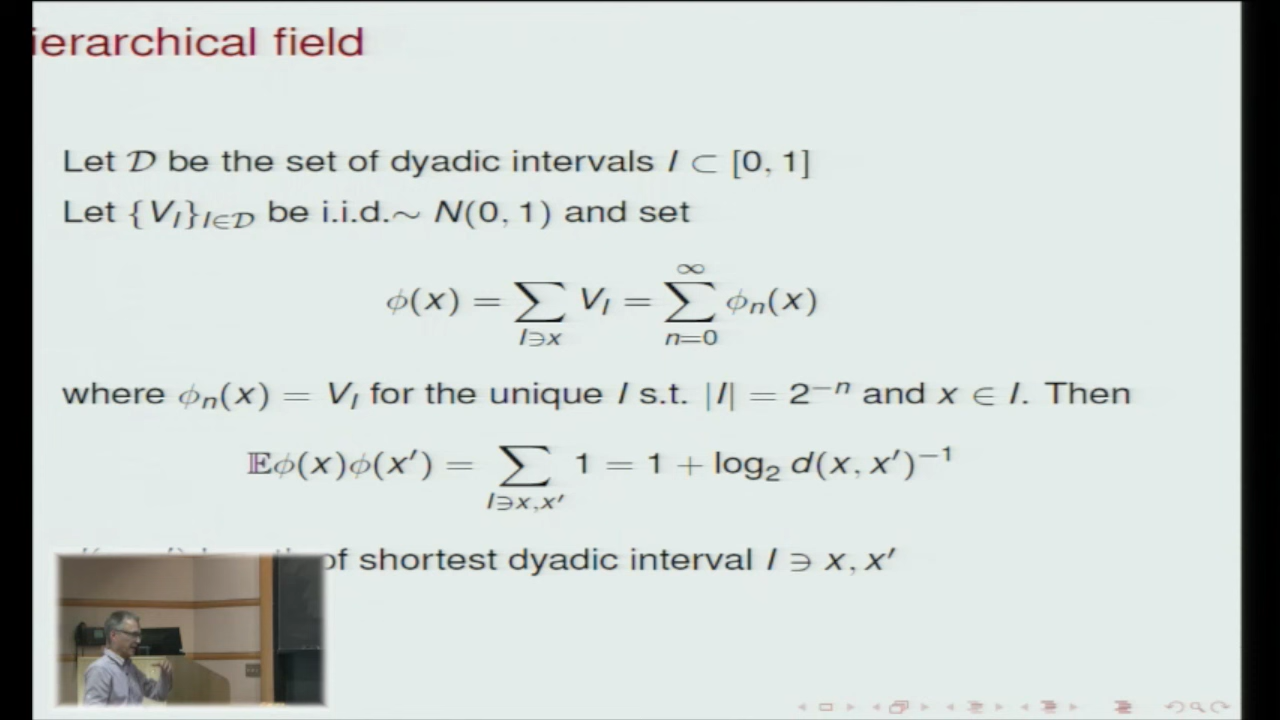 ierarchical field
Let 𝒟 be the set of dyadic intervals I ⊂ [0, 1]
Let {V_I}_{I∈𝒟} be i.i.d.∼ N(0, 1) and set
ϕ(x) = ∑_{I∋x} V_I = ∑_{n=0}^{∞} ϕ_n(x)
where ϕ_n(x) = V_I for the unique I s.t. |I| = 2^{−n} and x ∈ I. Then
𝔼ϕ(x)ϕ(x′) = ∑_{I∋x,x′} 1 = 1 + log₂ d(x, x′)^{−1}
of shortest dyadic interval I ∋ x, x′